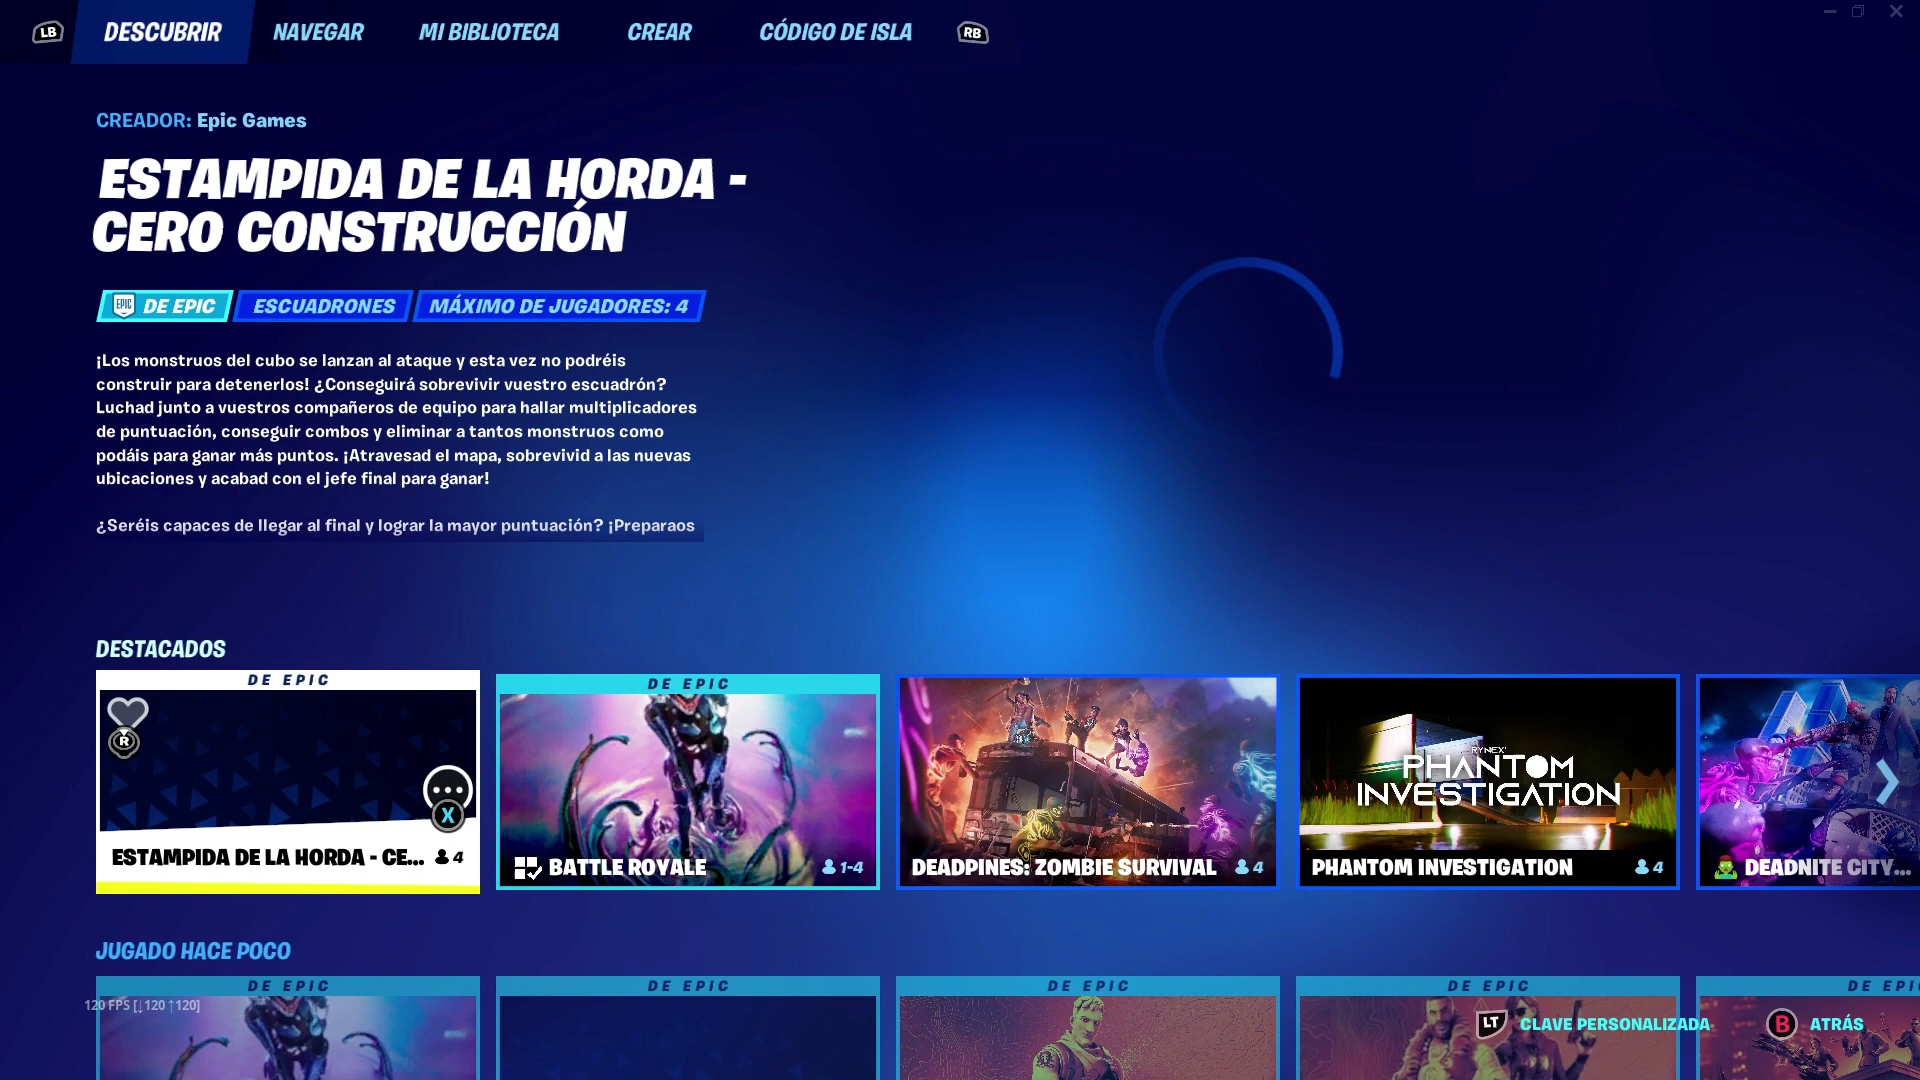 LB
DESCUBRIR
NAVEGAR
MI BIBLIOTECA
CREAR
CÓDIGO DE ISLA
RB
CREADOR: Epic Games
ESTAMPIDA DE LA HORDA -
CERO CONSTRUCCIÓN
EPIC
DE EPIC
ESCUADRONES
MÁXIMO DE JUGADORES: 4
¡Los monstruos del cubo se lanzan al ataque y esta vez no podréis
construir para detenerlos! ¿Conseguirá sobrevivir vuestro escuadrón?
Luchad junto a vuestros compañeros de equipo para hallar multiplicadores
de puntuación, conseguir combos y eliminar a tantos monstruos como
podáis para ganar más puntos. ¡Atravesad el mapa, sobrevivid a las nuevas
ubicaciones y acabad con el jefe final para ganar!
¿Seréis capaces de llegar al final y lograr la mayor puntuación? ¡Preparaos
DESTACADOS
DE EPIC
R
X
ESTAMPIDA DE LA HORDA - CE... 4
DE EPIC
BATTLE ROYALE 1-4
DEADPINES: ZOMBIE SURVIVAL 4
RYNEX'
PHANTOM
INVESTIGATION
PHANTOM INVESTIGATION 4
DEADNITE CITY...
JUGADO HACE POCO
DE EPIC
DE EPIC
DE EPIC
DE EPIC
DE EPIC
120 FPS [↓120 ↑120]
LT CLAVE PERSONALIZADA
B ATRÁS